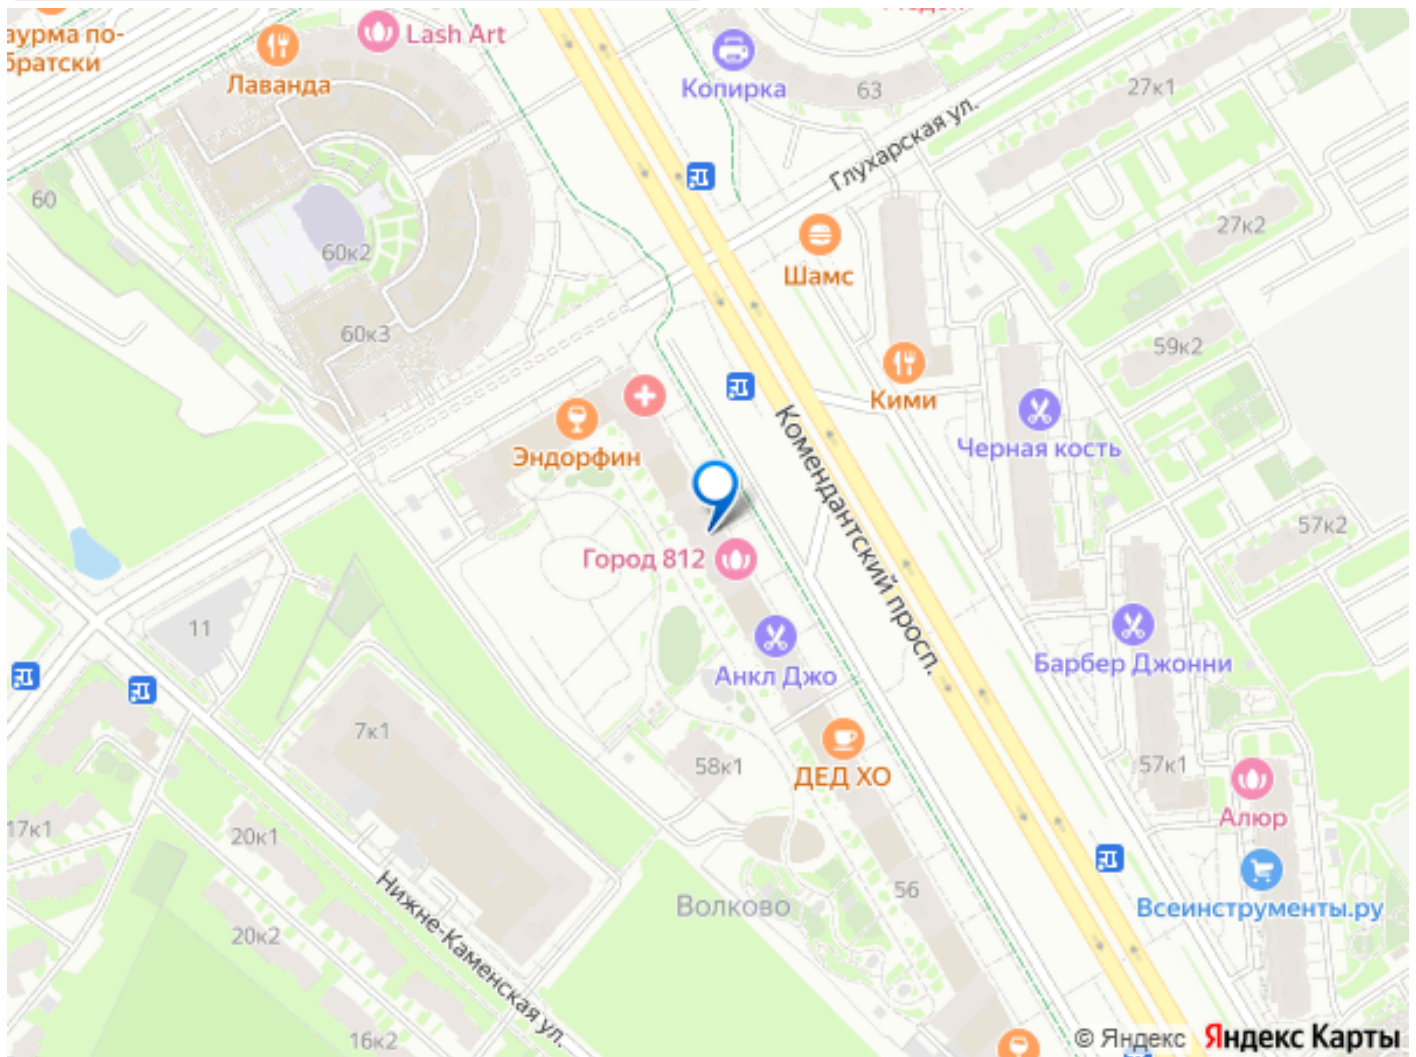 аурма по-
братски
Lash Art
Лаванда
Копирка
63
27к1
Глухарская ул.
60
60к2
60к3
27к2
Шамс
59к2
Кими
Черная кость
Эндорфин
Комендантский просп.
57к2
Город 812
11
Барбер Джонни
Анкл Джо
7к1
58к1
ДЕД ХО
57к1
Алюр
17к1
20к1
Всеинструменты.ру
56
Волково
Нижне-Каменская ул.
20к2
16к2
© Яндекс
Яндекс Карты